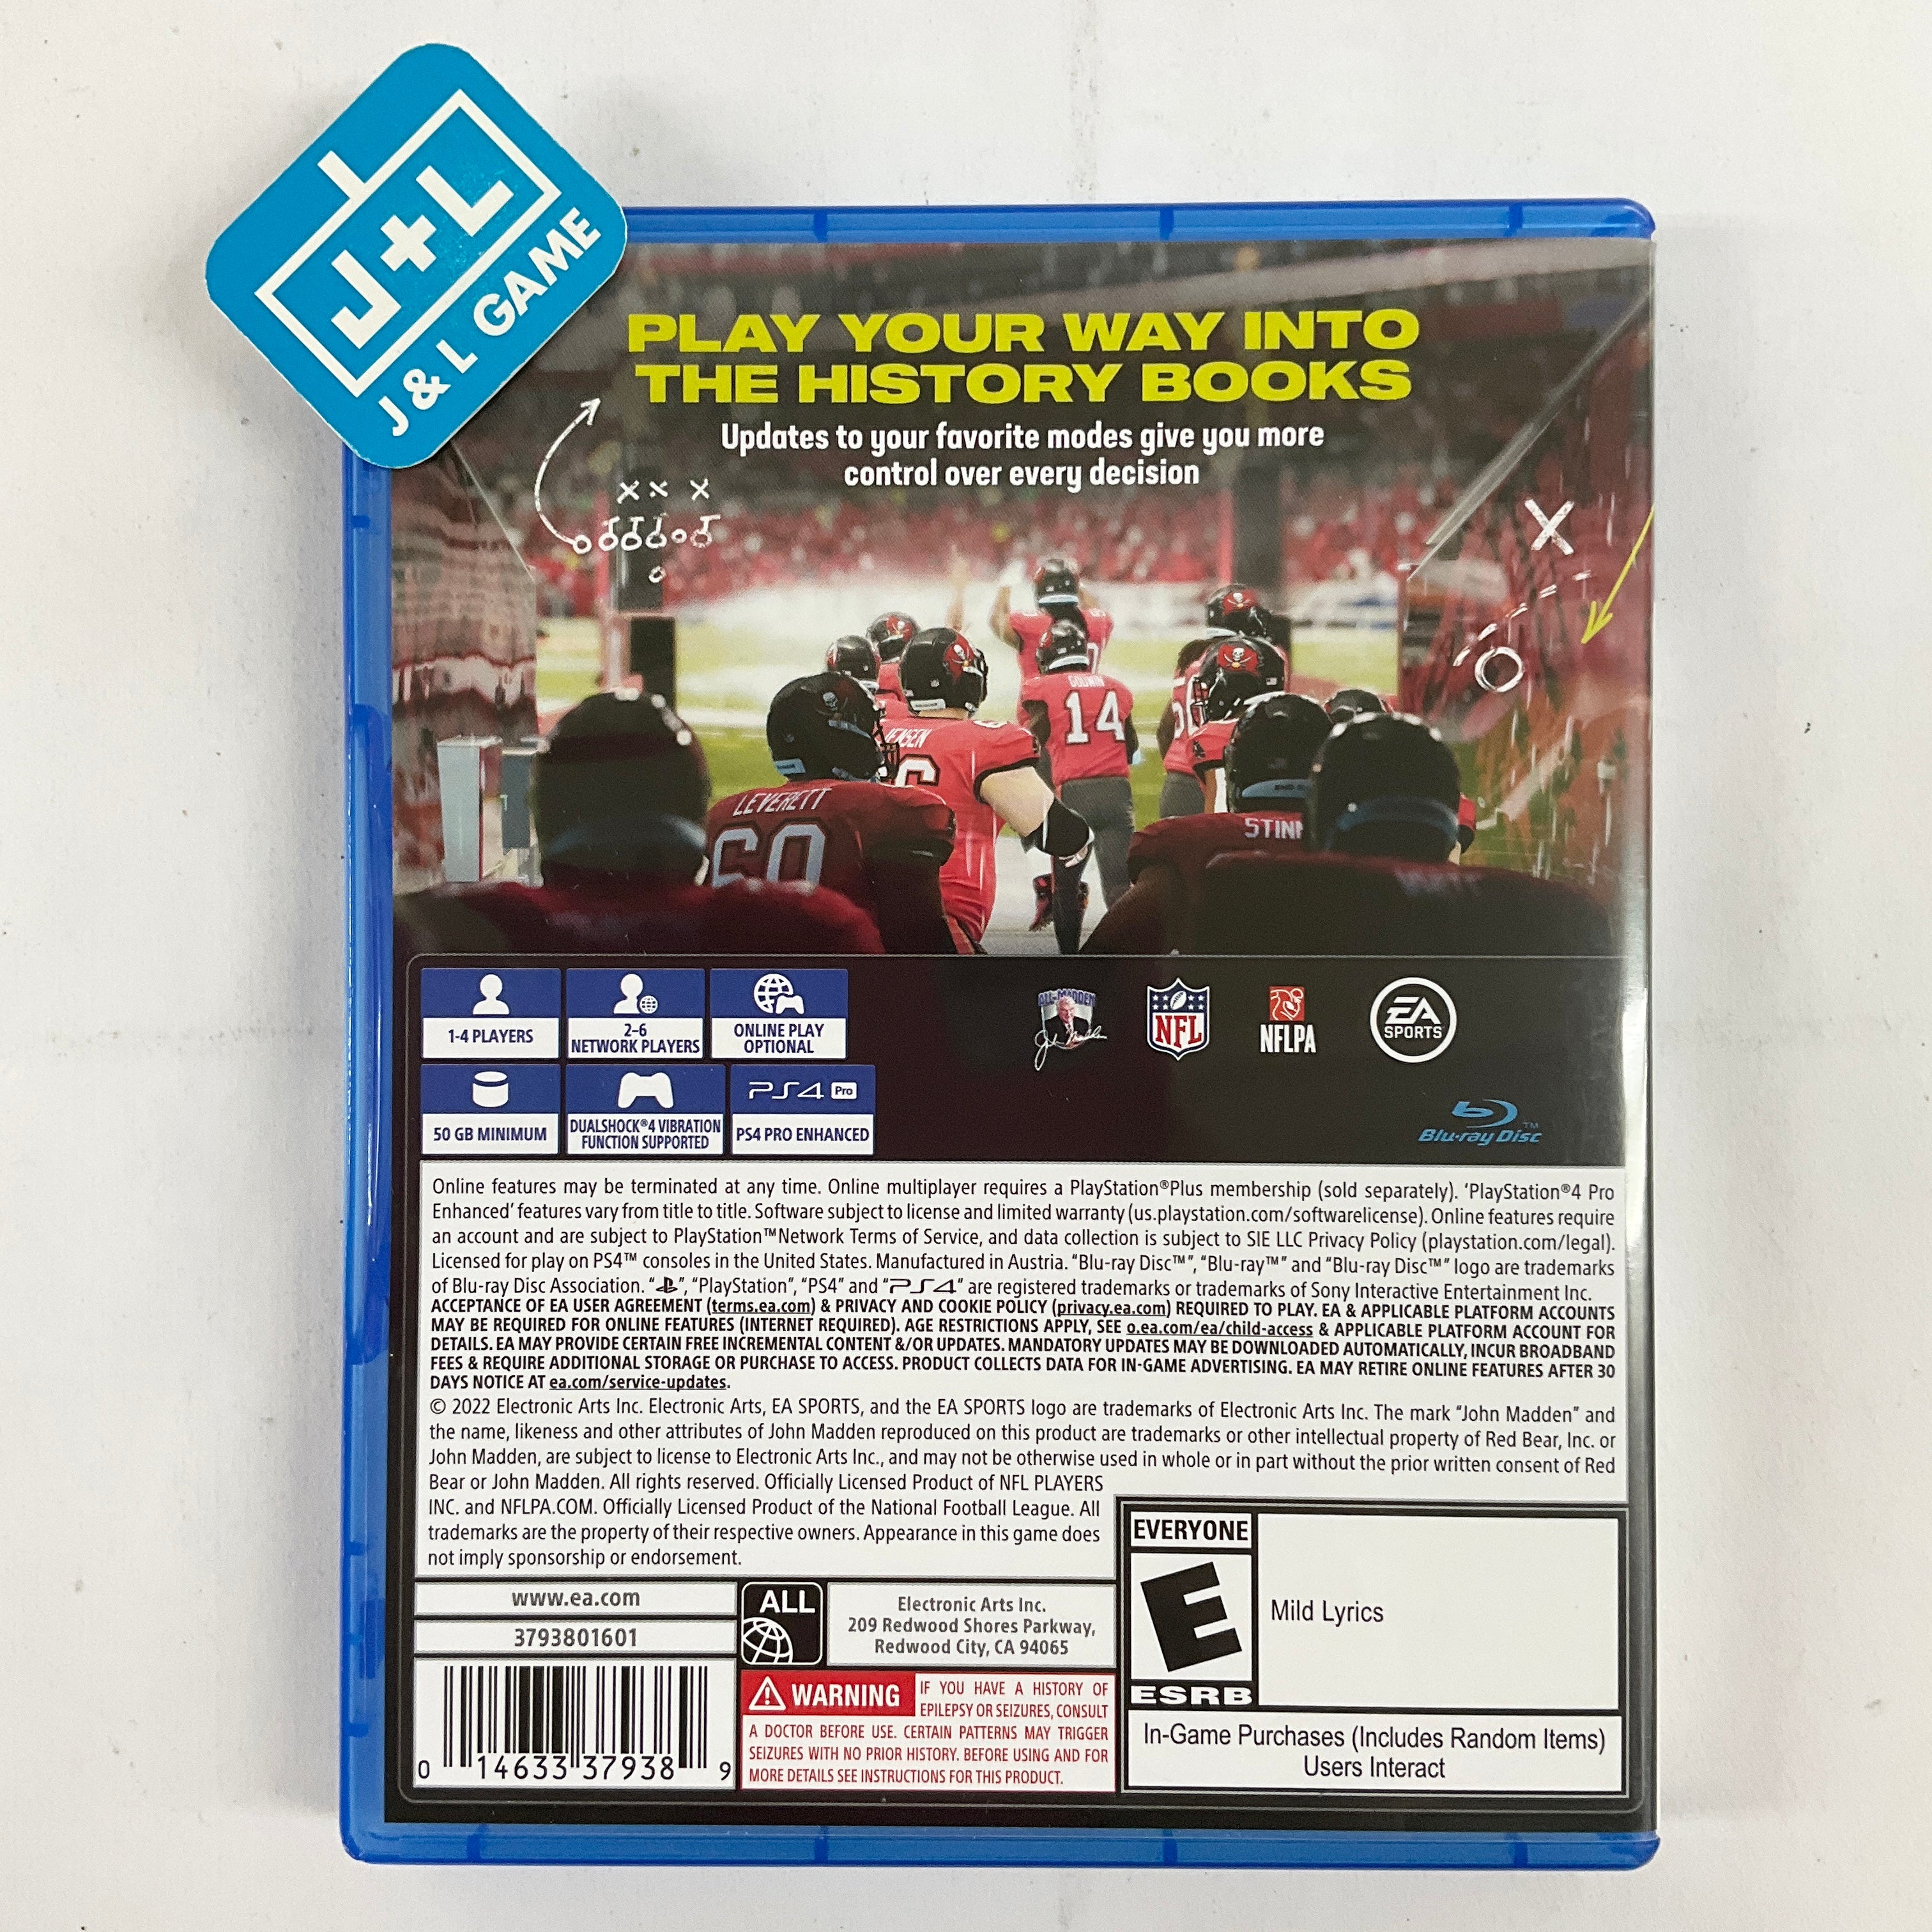 J+L
J & L GAME
PLAY YOUR WAY INTO
THE HISTORY BOOKS
Updates to your favorite modes give you more
control over every decision
GODWIN
14
JENSEN
6
LEVERETT
60
STINN
1-4 PLAYERS
2-6
NETWORK PLAYERS
ONLINE PLAY
OPTIONAL
ALL-MADDEN
NFL
NFLPA
EA
SPORTS
50 GB MINIMUM
DUALSHOCK®4 VIBRATION
FUNCTION SUPPORTED
PS4 Pro
PS4 PRO ENHANCED
Blu-ray Disc™
Online features may be terminated at any time. Online multiplayer requires a PlayStation®Plus membership (sold separately). 'PlayStation®4 Pro
Enhanced' features vary from title to title. Software subject to license and limited warranty (us.playstation.com/softwarelicense). Online features require
an account and are subject to PlayStation™Network Terms of Service, and data collection is subject to SIE LLC Privacy Policy (playstation.com/legal).
Licensed for play on PS4™ consoles in the United States. Manufactured in Austria. "Blu-ray Disc™", "Blu-ray™" and "Blu-ray Disc™" logo are trademarks
of Blu-ray Disc Association. " ", "PlayStation", "PS4" and "PS4" are registered trademarks or trademarks of Sony Interactive Entertainment Inc.
ACCEPTANCE OF EA USER AGREEMENT (terms.ea.com) & PRIVACY AND COOKIE POLICY (privacy.ea.com) REQUIRED TO PLAY. EA & APPLICABLE PLATFORM ACCOUNTS
MAY BE REQUIRED FOR ONLINE FEATURES (INTERNET REQUIRED). AGE RESTRICTIONS APPLY, SEE o.ea.com/ea/child-access & APPLICABLE PLATFORM ACCOUNT FOR
DETAILS. EA MAY PROVIDE CERTAIN FREE INCREMENTAL CONTENT &/OR UPDATES. MANDATORY UPDATES MAY BE DOWNLOADED AUTOMATICALLY, INCUR BROADBAND
FEES & REQUIRE ADDITIONAL STORAGE OR PURCHASE TO ACCESS. PRODUCT COLLECTS DATA FOR IN-GAME ADVERTISING. EA MAY RETIRE ONLINE FEATURES AFTER 30
DAYS NOTICE AT ea.com/service-updates.
© 2022 Electronic Arts Inc. Electronic Arts, EA SPORTS, and the EA SPORTS logo are trademarks of Electronic Arts Inc. The mark "John Madden" and
the name, likeness and other attributes of John Madden reproduced on this product are trademarks or other intellectual property of Red Bear, Inc. or
John Madden, are subject to license to Electronic Arts Inc., and may not be otherwise used in whole or in part without the prior written consent of Red
Bear or John Madden. All rights reserved. Officially Licensed Product of NFL PLAYERS
INC. and NFLPA.COM. Officially Licensed Product of the National Football League. All
trademarks are the property of their respective owners. Appearance in this game does
not imply sponsorship or endorsement.
www.ea.com
3793801601
ALL
Electronic Arts Inc.
209 Redwood Shores Parkway,
Redwood City, CA 94065
EVERYONE
E
ESRB
Mild Lyrics
In-Game Purchases (Includes Random Items)
Users Interact
WARNING IF YOU HAVE A HISTORY OF
EPILEPSY OR SEIZURES, CONSULT
A DOCTOR BEFORE USE. CERTAIN PATTERNS MAY TRIGGER
SEIZURES WITH NO PRIOR HISTORY. BEFORE USING AND FOR
MORE DETAILS SEE INSTRUCTIONS FOR THIS PRODUCT.
0 14633 37938 9